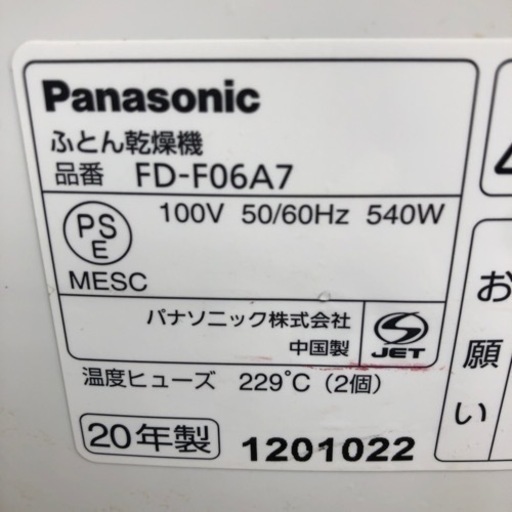 Panasonic
ふとん乾燥機
品番 FD-F06A7
100V 50/60Hz 540W
PS
E
MESC
パナソニック株式会社
中国製
JET
温度ヒューズ 229℃（2個）
20年製 1201022
お願い